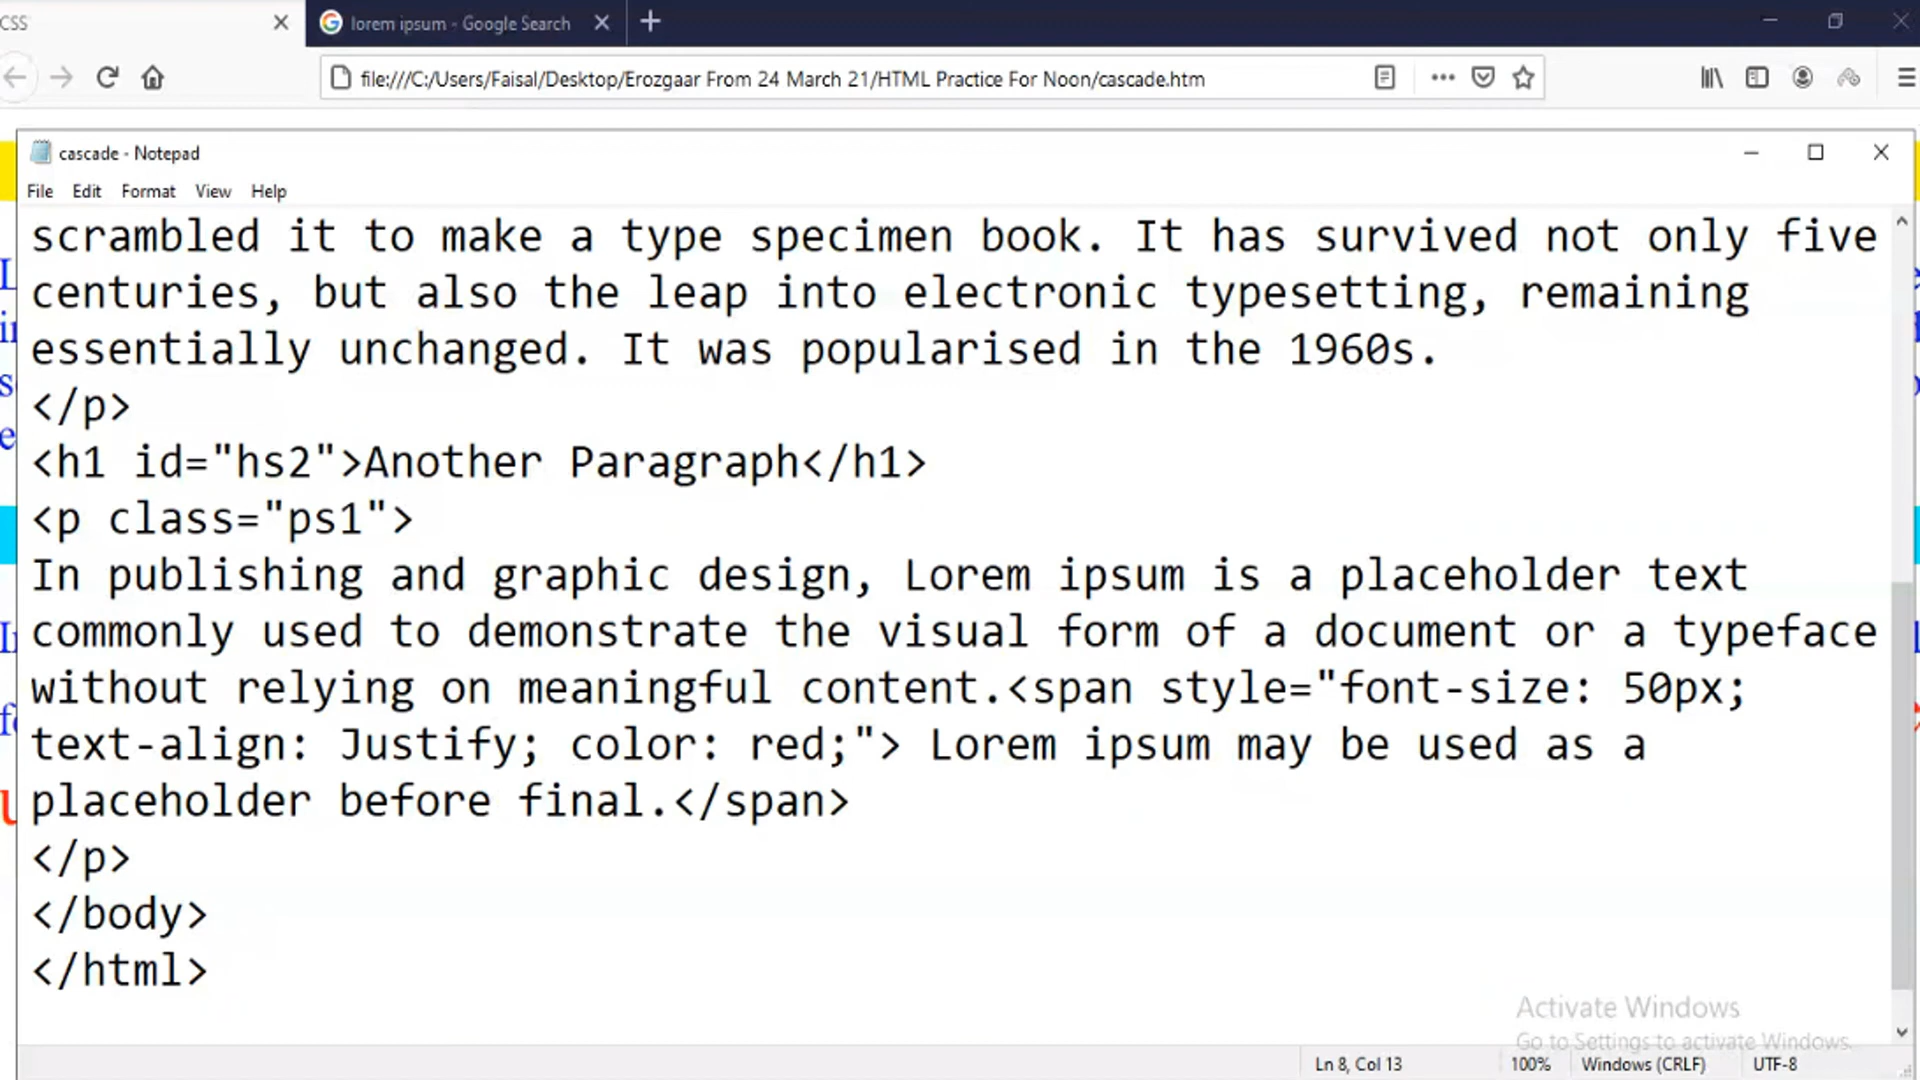 CSS
lorem ipsum - Google Search
file:///C:/Users/Faisal/Desktop/Erozgaar From 24 March 21/HTML Practice For Noon/cascade.htm
cascade - Notepad
File Edit Format View Help
scrambled it to make a type specimen book. It has survived not only five
centuries, but also the leap into electronic typesetting, remaining
essentially unchanged. It was popularised in the 1960s.
</p>
<h1 id="hs2">Another Paragraph</h1>
<p class="ps1">
In publishing and graphic design, Lorem ipsum is a placeholder text
commonly used to demonstrate the visual form of a document or a typeface
without relying on meaningful content.<span style="font-size: 50px;
text-align: Justify; color: red;"> Lorem ipsum may be used as a
placeholder before final.</span>
</p>
</body>
</html>
Activate Windows
Go to Settings to activate Windows.
Ln 8, Col 13 100% Windows (CRLF) UTF-8